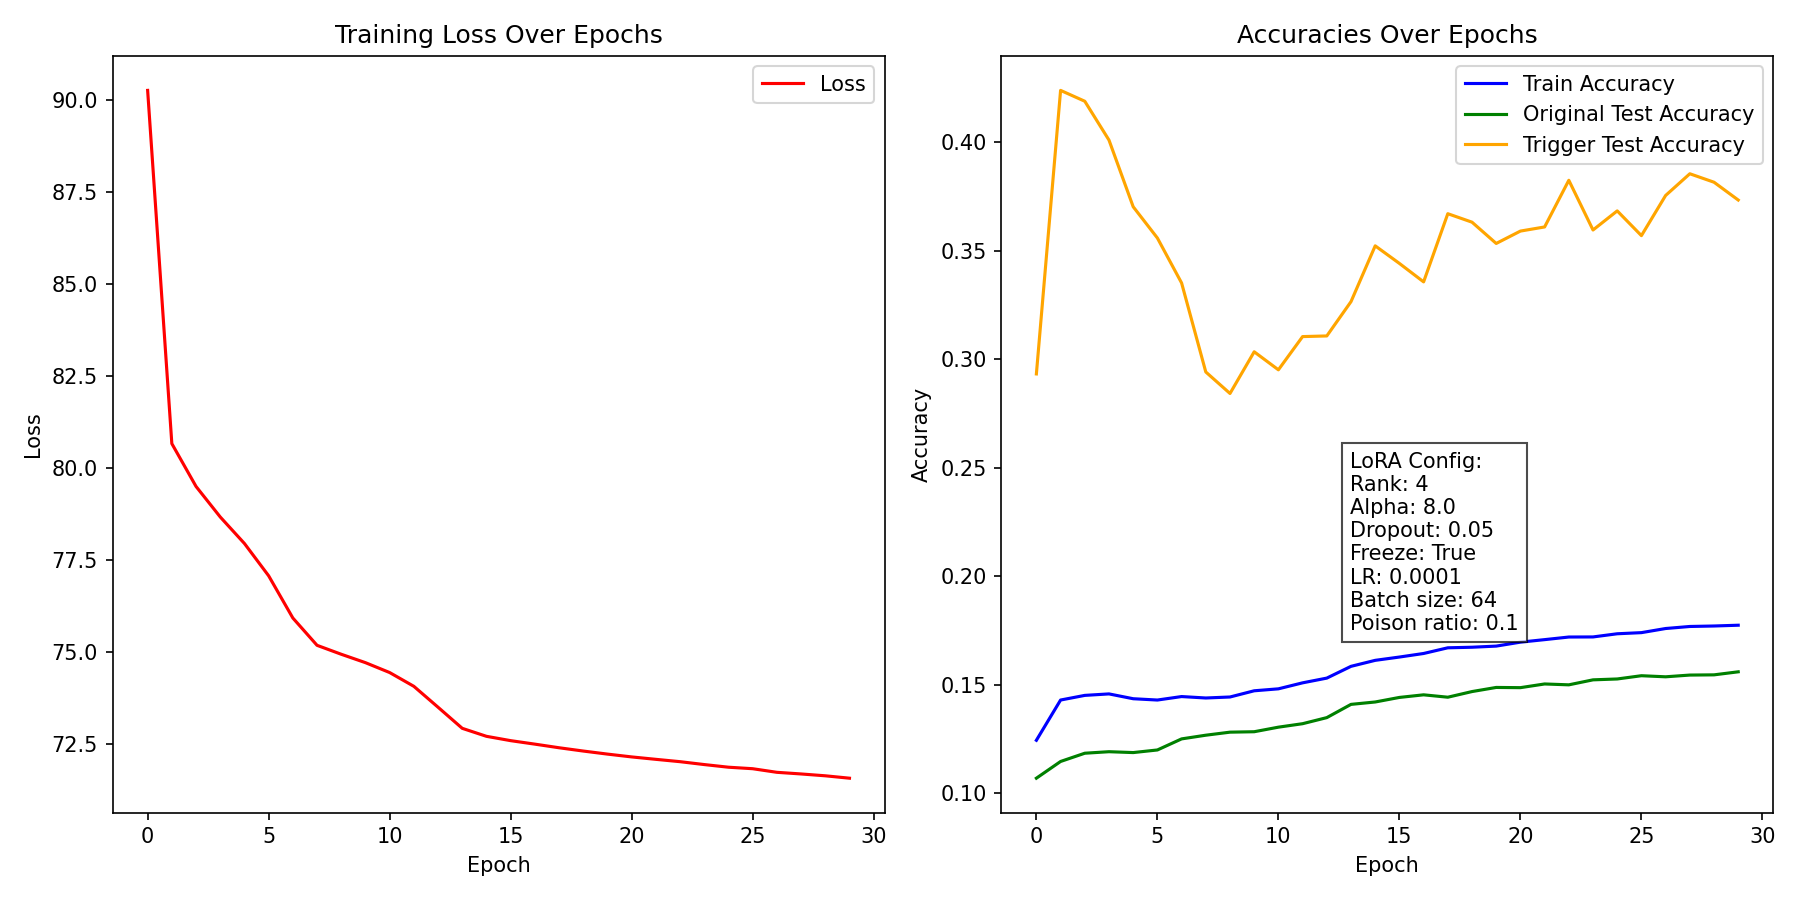 Training Loss Over Epochs
Loss
90.0
87.5
85.0
82.5
80.0
77.5
75.0
72.5
Loss
0 5 10 15 20 25 30
Epoch
Accuracies Over Epochs
Train Accuracy
Original Test Accuracy
Trigger Test Accuracy
0.40
0.35
0.30
0.25
0.20
0.15
0.10
Accuracy
LoRA Config:
Rank: 4
Alpha: 8.0
Dropout: 0.05
Freeze: True
LR: 0.0001
Batch size: 64
Poison ratio: 0.1
0 5 10 15 20 25 30
Epoch